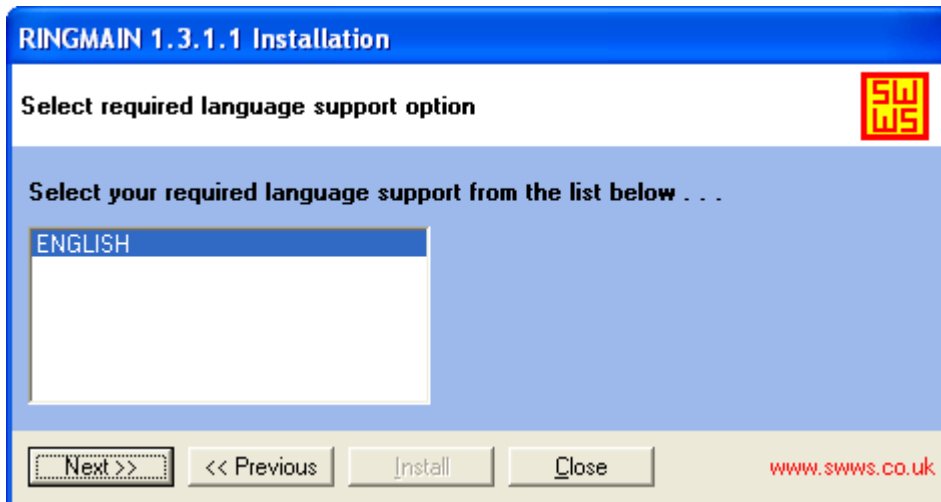 RINGMAIN 1.3.1.1 Installation
Select required language support option
SW
WS
Select your required language support from the list below . . .
ENGLISH
Next >>
<< Previous
Install
Close
www.swws.co.uk